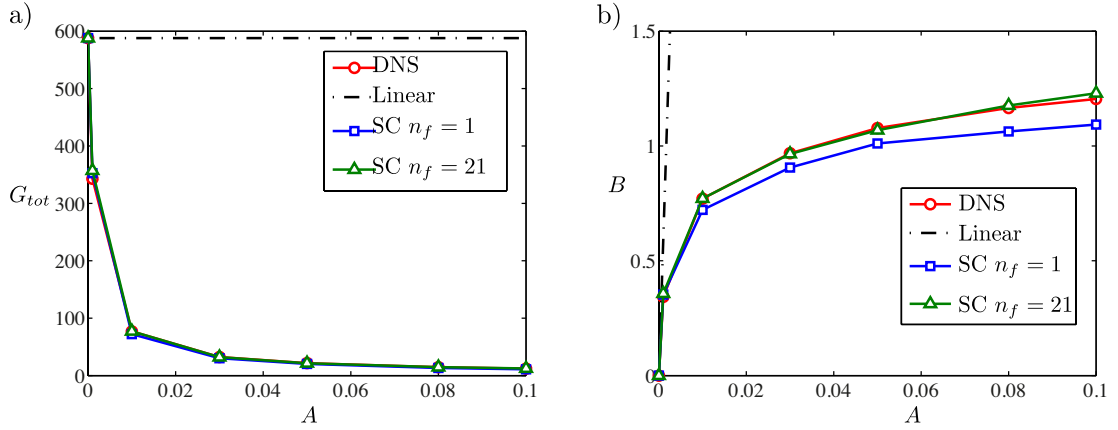 a)
600
500
400
G_{tot}
300
200
100
0
0
0.02
0.04
0.06
0.08
0.1
A
DNS
Linear
SC n_f = 1
SC n_f = 21
b)
1.5
1
B
0.5
0
0
0.02
0.04
0.06
0.08
0.1
A
DNS
Linear
SC n_f = 1
SC n_f = 21